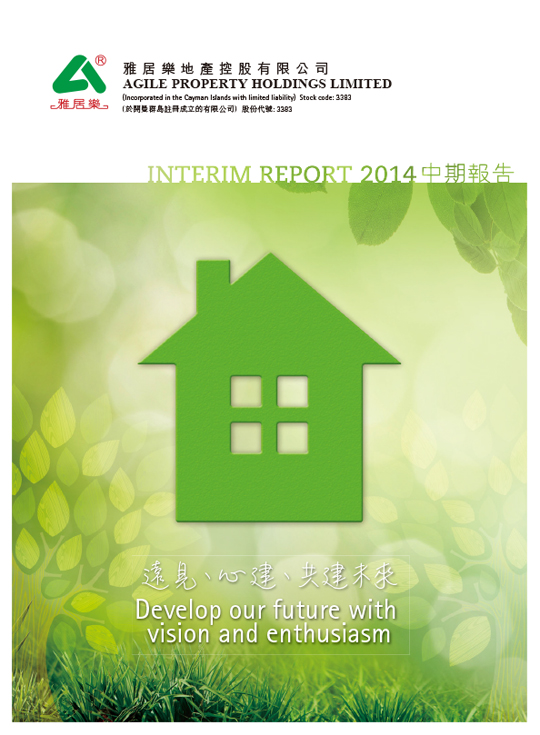 雅居樂地產控股有限公司
AGILE PROPERTY HOLDINGS LIMITED
(Incorporated in the Cayman Islands with limited liability) Stock code: 3383
(於開曼群島註冊成立的有限公司) 股份代號: 3383
®
雅居樂
INTERIM REPORT 2014 中期報告
遠見、心建、共建未來
Develop our future with
vision and enthusiasm